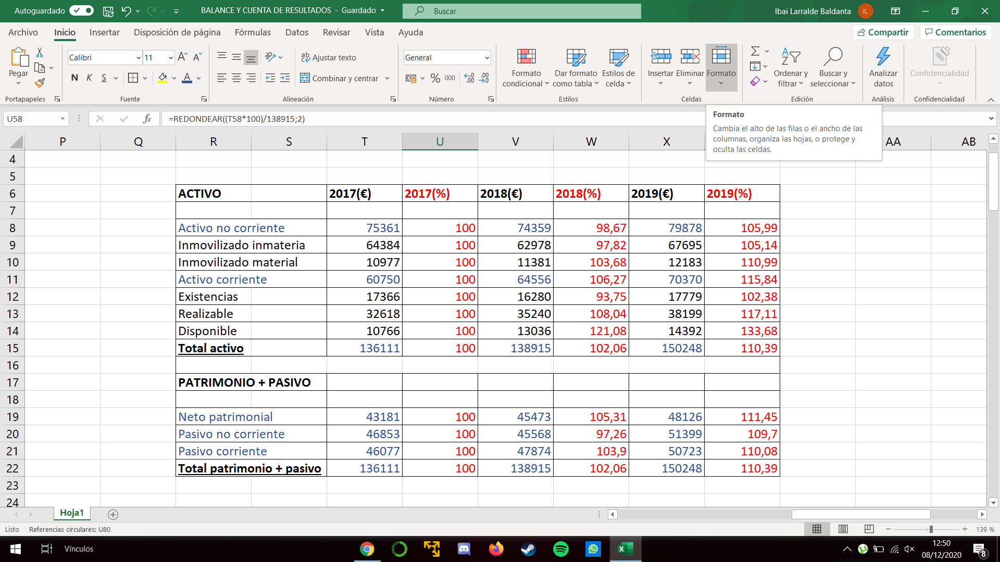 Autoguardado BALANCE Y CUENTA DE RESULTADOS - Guardado Buscar Ibai Larralde Baldanta IL
Archivo Inicio Insertar Disposición de página Fórmulas Datos Revisar Vista Ayuda Compartir Comentarios
Calibri 11 Ajustar texto General
Pegar N K S Combinar y centrar % 000
Formato condicional Dar formato como tabla Estilos de celda Insertar Eliminar Formato Ordenar y filtrar Buscar y seleccionar Analizar datos Confidencialidad
Portapapeles Fuente Alineación Número Estilos Celdas Edición Análisis Confidencialidad
U58 fx =REDONDEAR((T58*100)/138915;2)
Formato
Cambia el alto de las filas o el ancho de las
columnas, organiza las hojas, o protege y
oculta las celdas.
P Q R S T U V W X AA AB
4
5
6 ACTIVO 2017(€) 2017(%) 2018(€) 2018(%) 2019(€) 2019(%)
7
8 Activo no corriente 75361 100 74359 98,67 79878 105,99
9 Inmovilizado inmateria 64384 100 62978 97,82 67695 105,14
10 Inmovilizado material 10977 100 11381 103,68 12183 110,99
11 Activo corriente 60750 100 64556 106,27 70370 115,84
12 Existencias 17366 100 16280 93,75 17779 102,38
13 Realizable 32618 100 35240 108,04 38199 117,11
14 Disponible 10766 100 13036 121,08 14392 133,68
15 Total activo 136111 100 138915 102,06 150248 110,39
16
17 PATRIMONIO + PASIVO
18
19 Neto patrimonial 43181 100 45473 105,31 48126 111,45
20 Pasivo no corriente 46853 100 45568 97,26 51399 109,7
21 Pasivo corriente 46077 100 47874 103,9 50723 110,08
22 Total patrimonio + pasivo 136111 100 138915 102,06 150248 110,39
23
24
Hoja1
Listo Referencias circulares: U80 139 %
Vínculos 12:50
08/12/2020 8